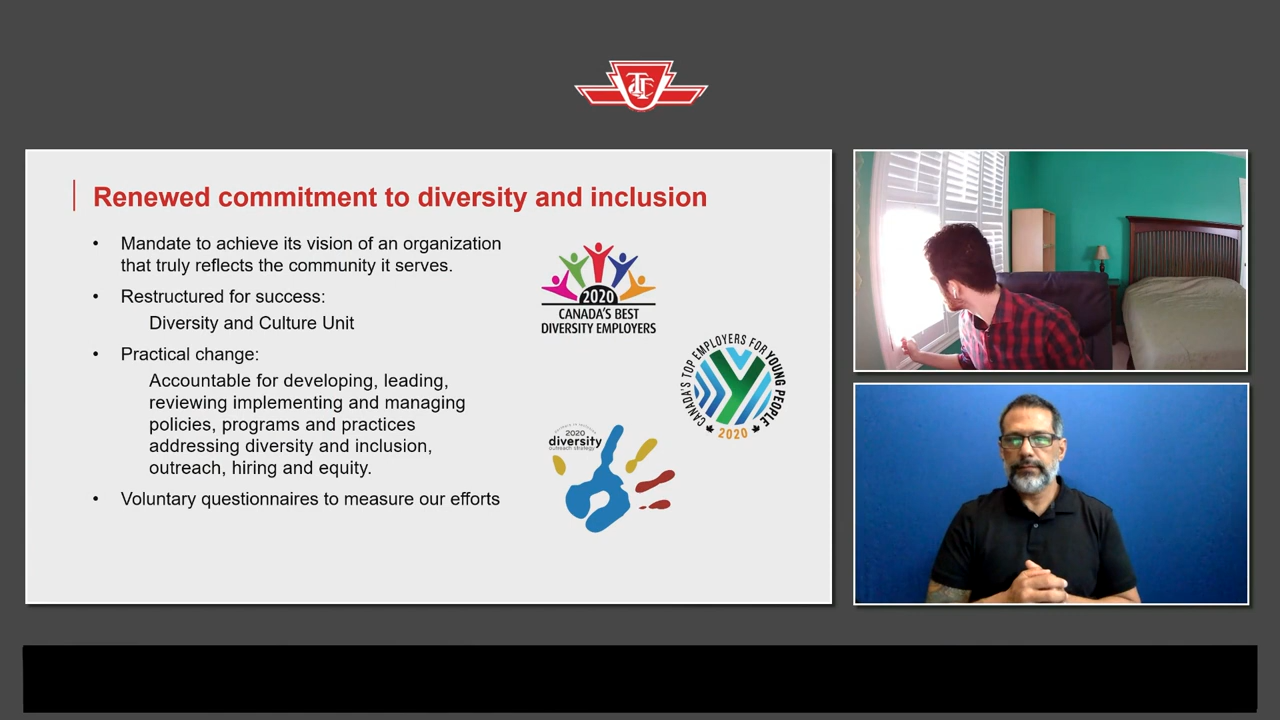 TTC
Renewed commitment to diversity and inclusion
• Mandate to achieve its vision of an organization
that truly reflects the community it serves.
• Restructured for success:
Diversity and Culture Unit
• Practical change:
Accountable for developing, leading,
reviewing implementing and managing
policies, programs and practices
addressing diversity and inclusion,
outreach, hiring and equity.
• Voluntary questionnaires to measure our efforts
2020
CANADA'S BEST
DIVERSITY EMPLOYERS
CANADA'S TOP EMPLOYERS FOR YOUNG PEOPLE
2020
2020
diversity
outreach strategy